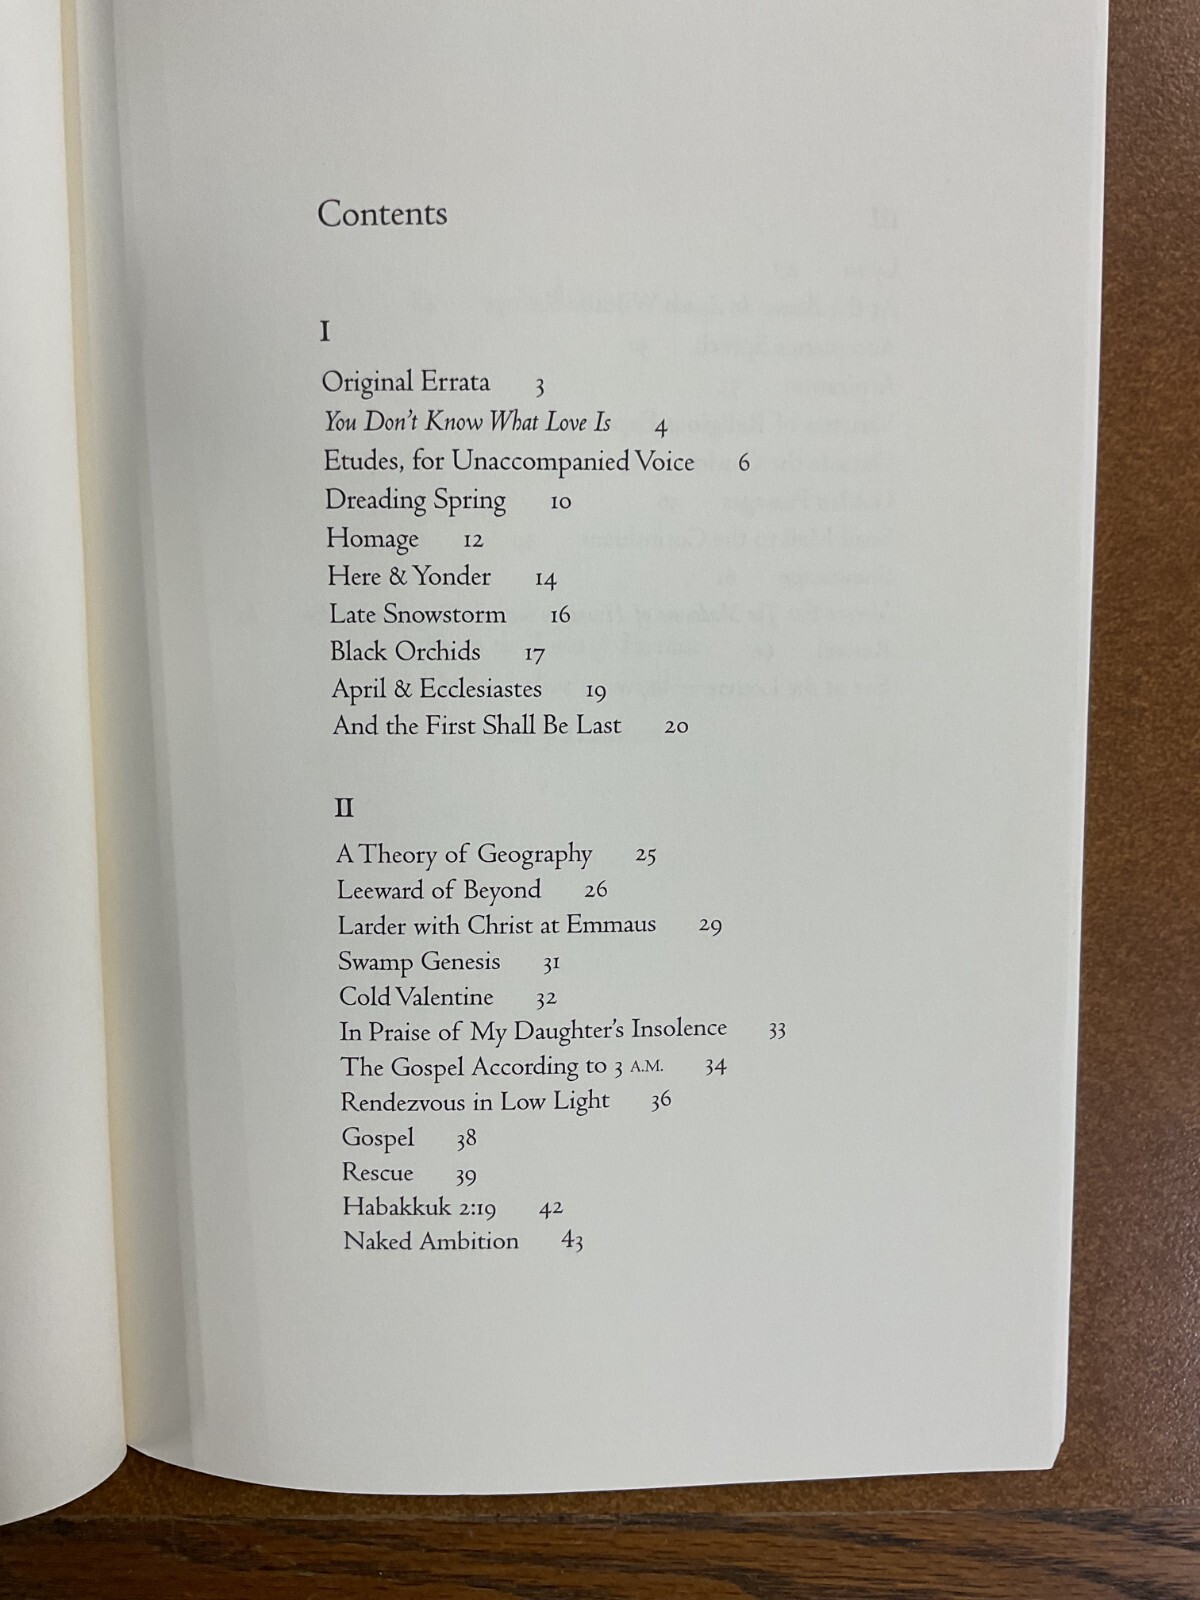 Contents
I
Original Errata 3
You Don't Know What Love Is 4
Etudes, for Unaccompanied Voice 6
Dreading Spring 10
Homage 12
Here & Yonder 14
Late Snowstorm 16
Black Orchids 17
April & Ecclesiastes 19
And the First Shall Be Last 20
II
A Theory of Geography 25
Leeward of Beyond 26
Larder with Christ at Emmaus 29
Swamp Genesis 31
Cold Valentine 32
In Praise of My Daughter's Insolence 33
The Gospel According to 3 A.M. 34
Rendezvous in Low Light 36
Gospel 38
Rescue 39
Habakkuk 2:19 42
Naked Ambition 43